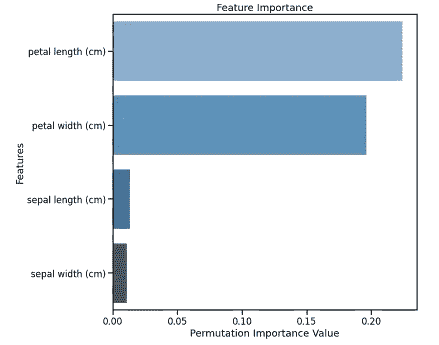 Feature Importance
petal length (cm)
petal width (cm)
sepal length (cm)
sepal width (cm)
Features
0.00 0.05 0.10 0.15 0.20
Permutation Importance Value